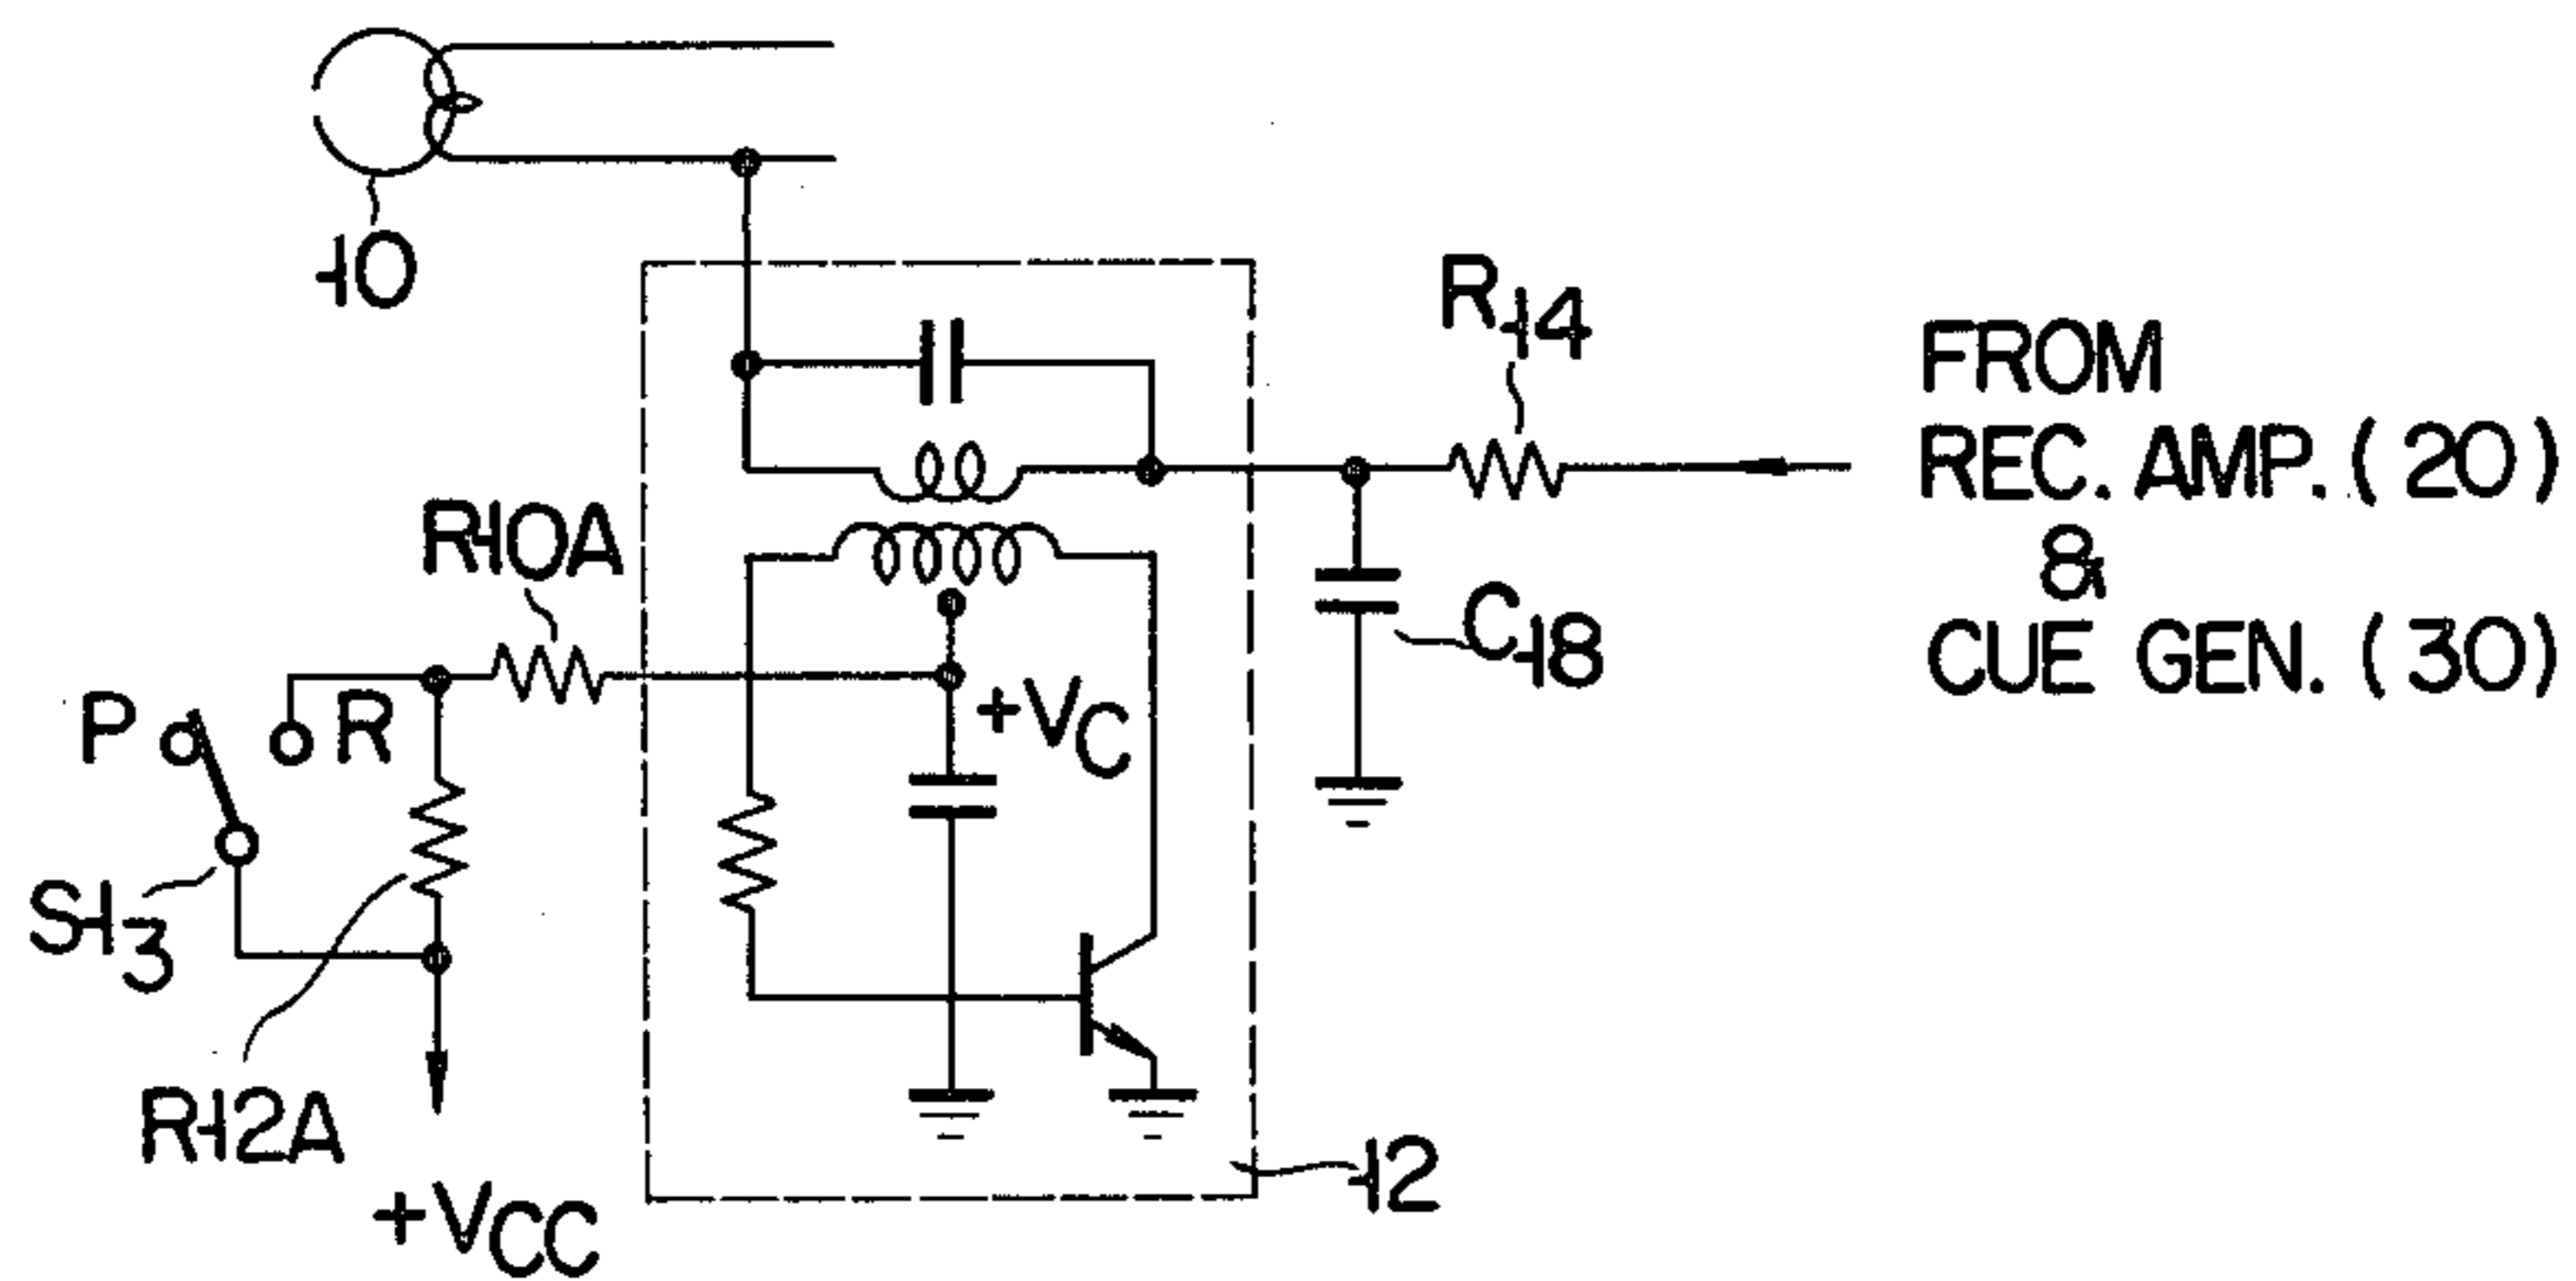 10
R14
FROM
REC. AMP. (20)
&
CUE GEN. (30)
R10A
C18
P
R
+VC
S13
R12A
12
+VCC